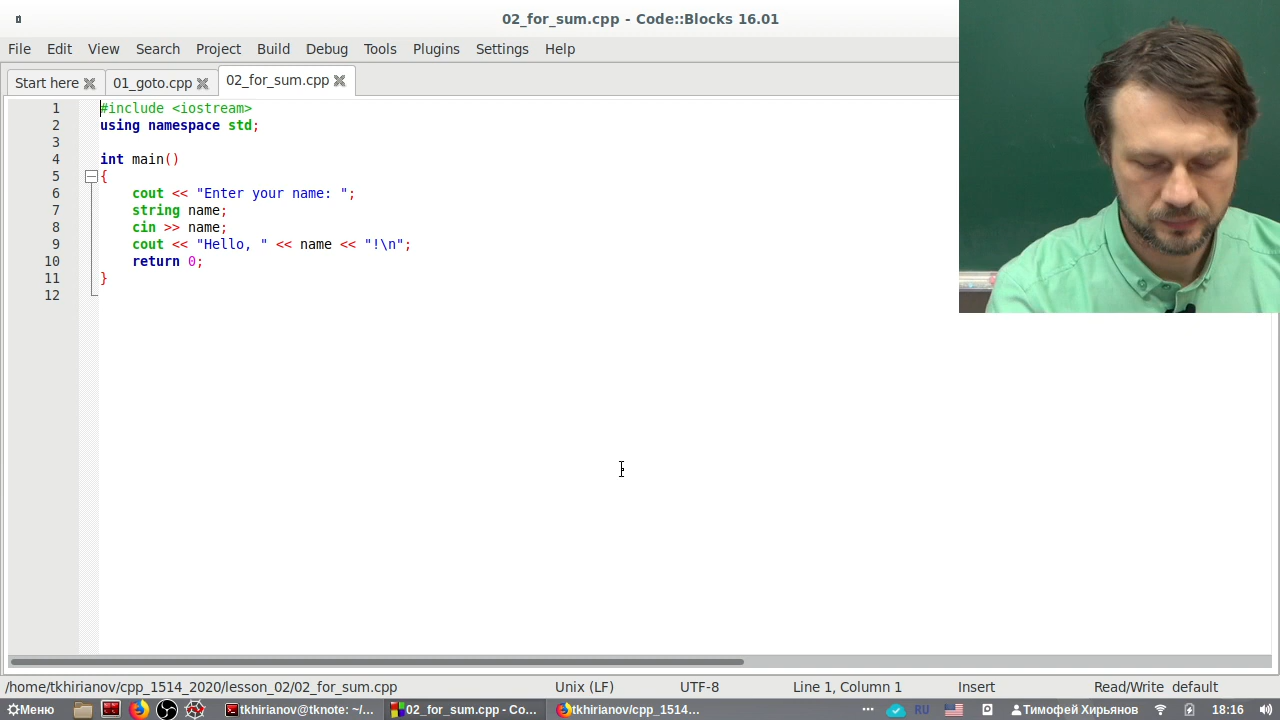 02_for_sum.cpp - Code::Blocks 16.01
File Edit View Search Project Build Debug Tools Plugins Settings Help
Start here 01_goto.cpp 02_for_sum.cpp
1 #include <iostream>
2 using namespace std;
3
4 int main()
5 {
6 cout << "Enter your name: ";
7 string name;
8 cin >> name;
9 cout << "Hello, " << name << "!\n";
10 return 0;
11 }
12
/home/tkhirianov/cpp_1514_2020/lesson_02/02_for_sum.cpp Unix (LF) UTF-8 Line 1, Column 1 Insert Read/Write default
Меню tkhirianov@tknote: ~/... 02_for_sum.cpp - Co... tkhirianov/cpp_1514... ... RU Тимофей Хирьянов 18:16